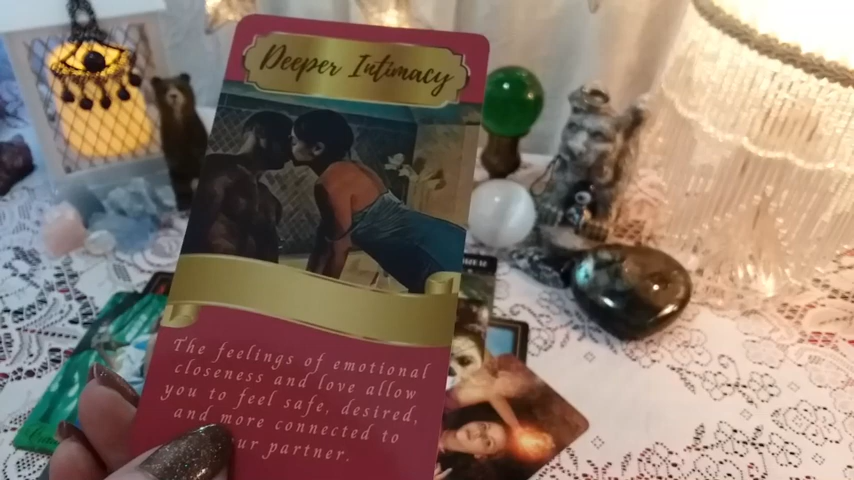 Deeper Intimacy
The feelings of emotional
closeness and love allow
you to feel safe, desired,
and more connected to
ur partner.